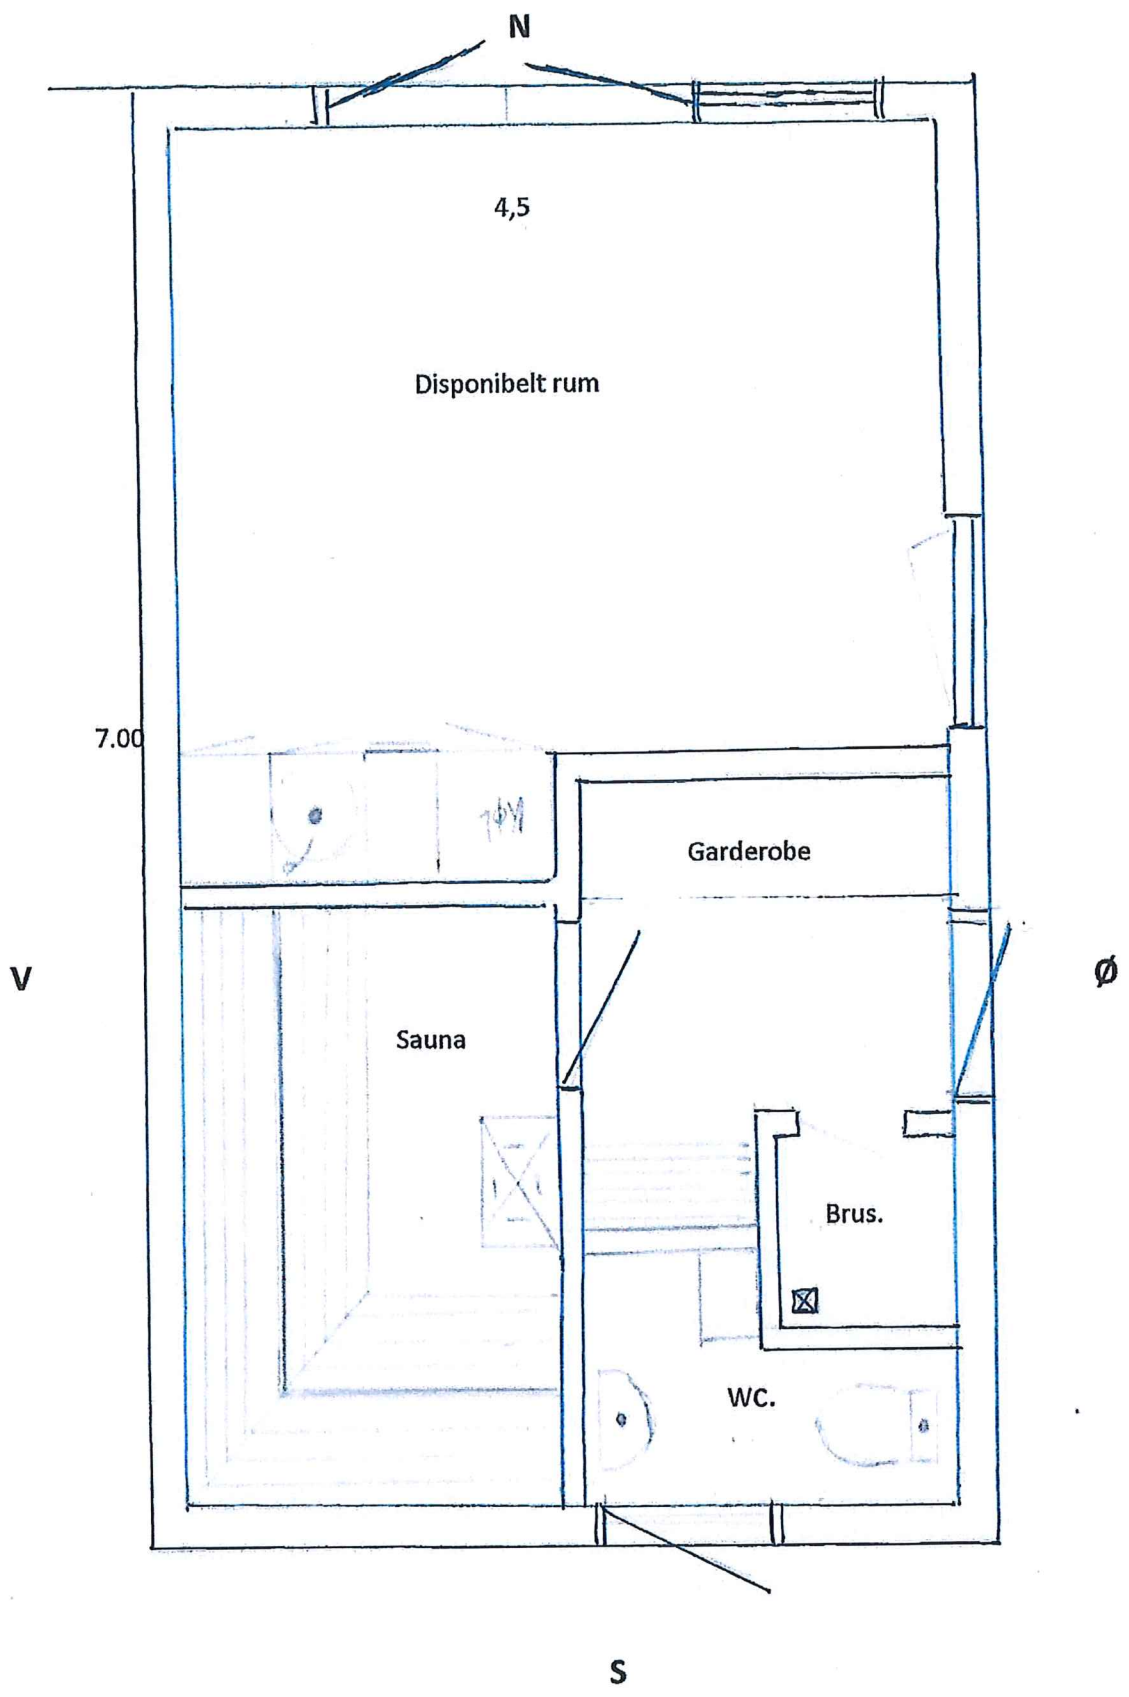 N
4,5
Disponibelt rum
7.00
Garderobe
V
Ø
Sauna
Brus.
WC.
S